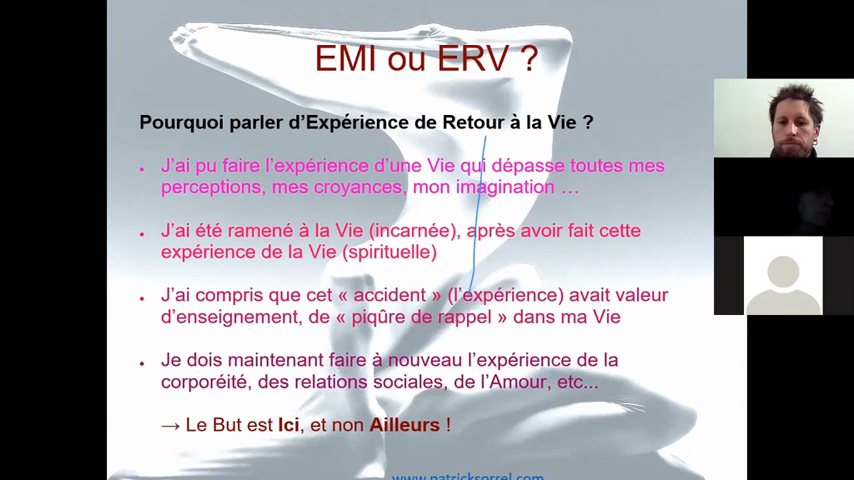 EMI ou ERV ?
Pourquoi parler d’Expérience de Retour à la Vie ?
• J’ai pu faire l’expérience d’une Vie qui dépasse toutes mes
perceptions, mes croyances, mon imagination …
• J’ai été ramené à la Vie (incarnée), après avoir fait cette
expérience de la Vie (spirituelle)
• J’ai compris que cet « accident » (l’expérience) avait valeur
d’enseignement, de « piqûre de rappel » dans ma Vie
• Je dois maintenant faire à nouveau l’expérience de la
corporéité, des relations sociales, de l’Amour, etc...
→ Le But est Ici, et non Ailleurs !
www.patricksorrel.com